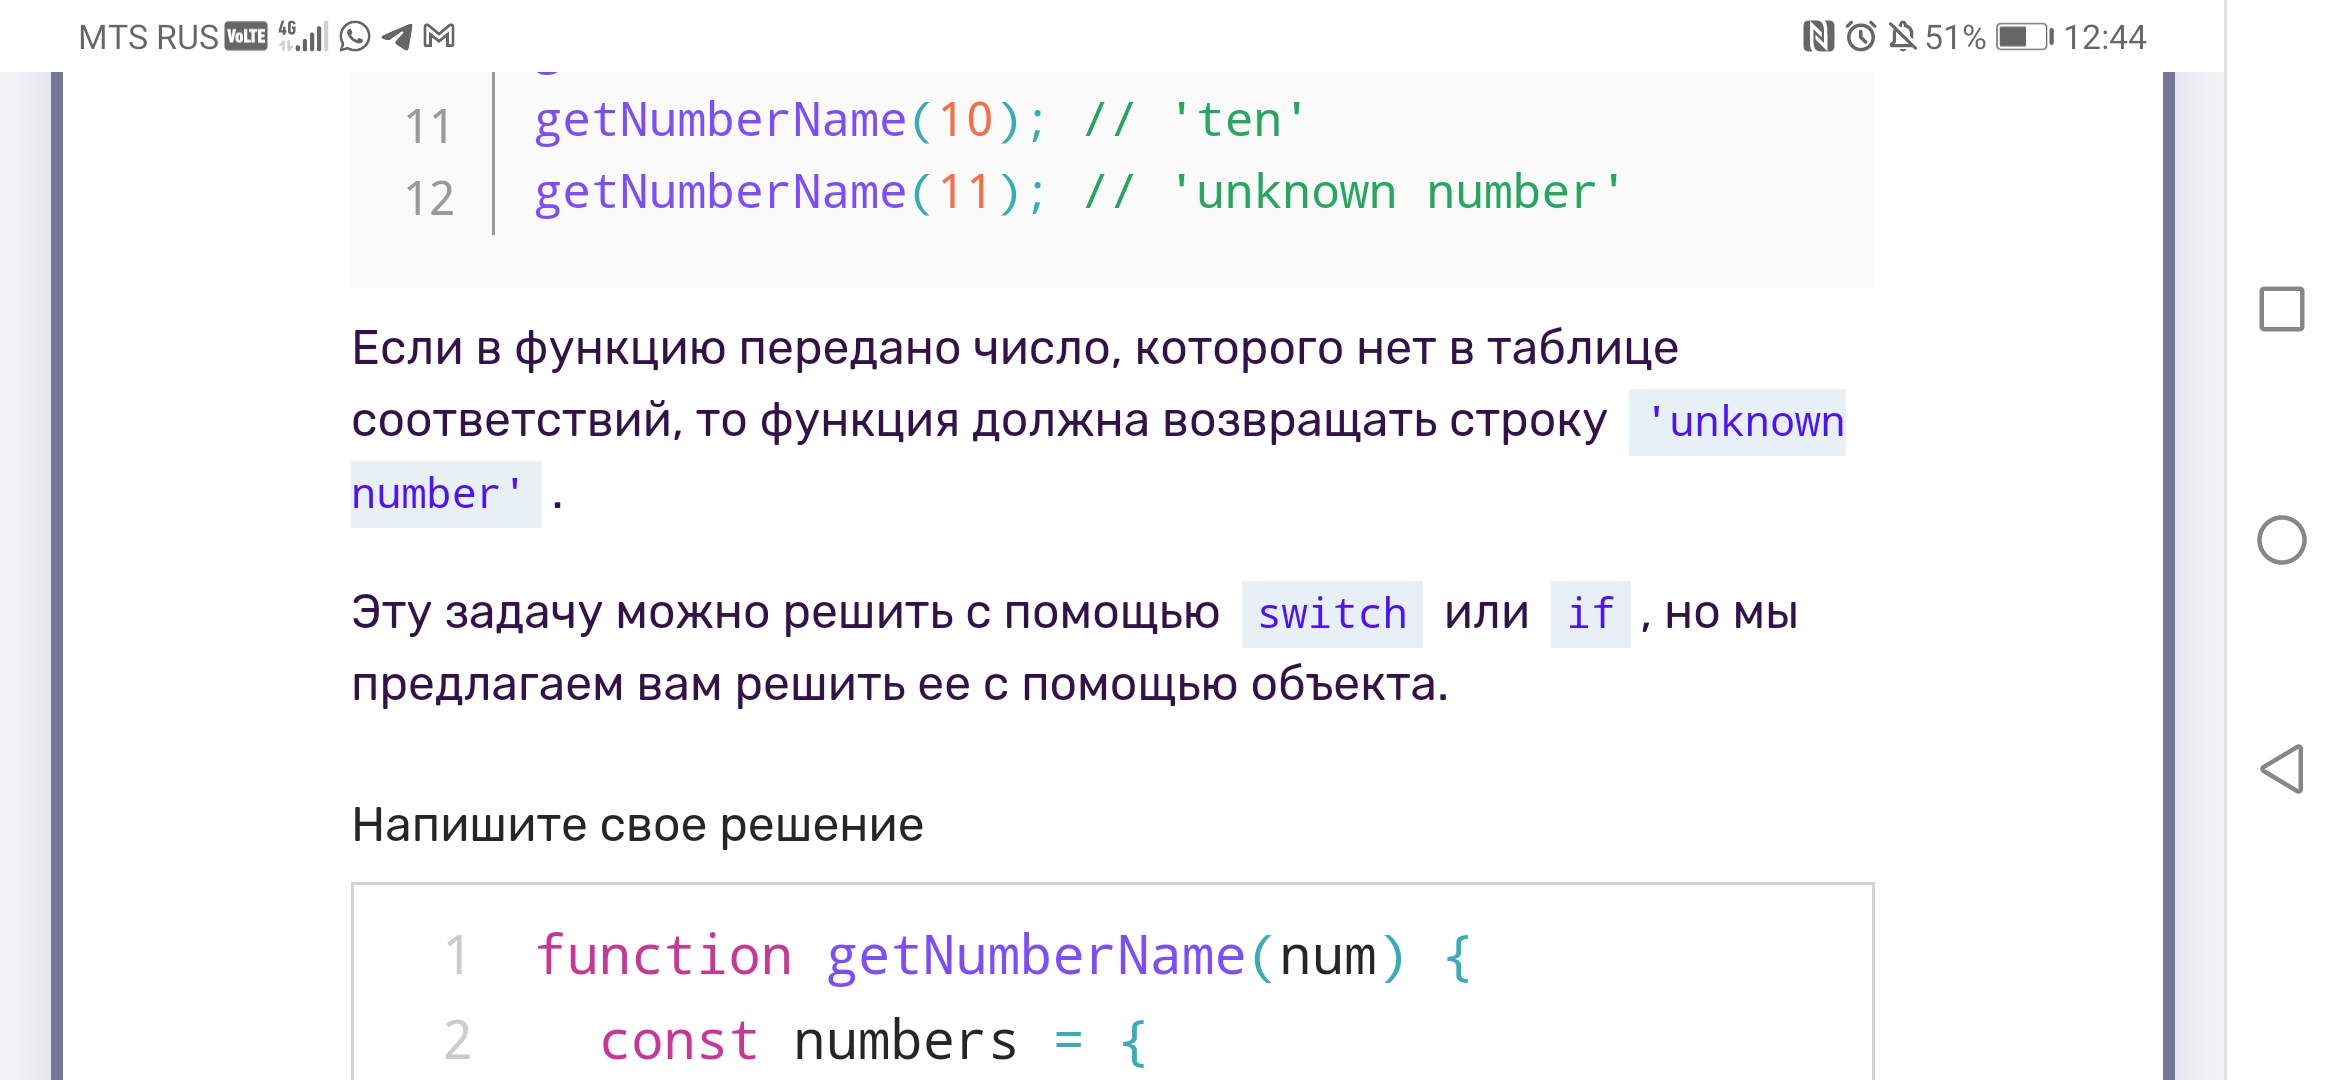 MTS RUS VoLTE 4G 51% 12:44
11 getNumberName(10); // 'ten'
12 getNumberName(11); // 'unknown number'
Если в функцию передано число, которого нет в таблице
соответствий, то функция должна возвращать строку 'unknown
number' .
Эту задачу можно решить с помощью switch или if , но мы
предлагаем вам решить ее с помощью объекта.
Напишите свое решение
1 function getNumberName(num) {
2 const numbers = {